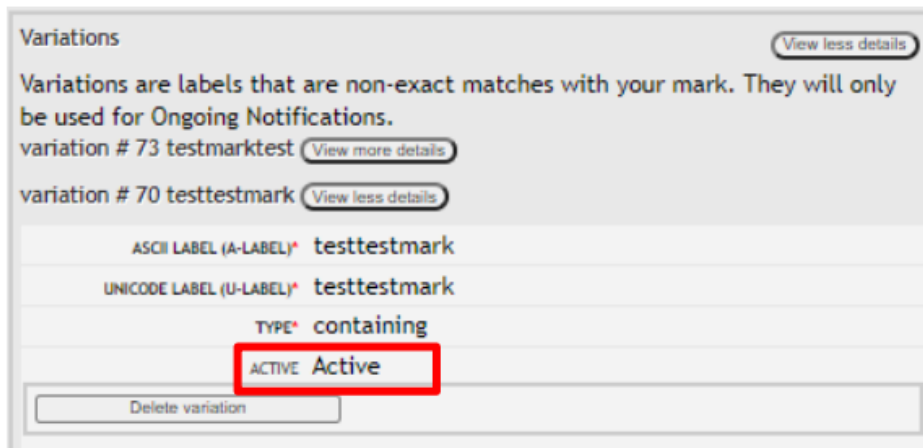 Variations
View less details
Variations are labels that are non-exact matches with your mark. They will only
be used for Ongoing Notifications.
variation # 73 testmarktest View more details
variation # 70 testtestmark View less details
ASCII LABEL (A-LABEL)* testtestmark
UNICODE LABEL (U-LABEL)* testtestmark
TYPE* containing
ACTIVE Active
Delete variation